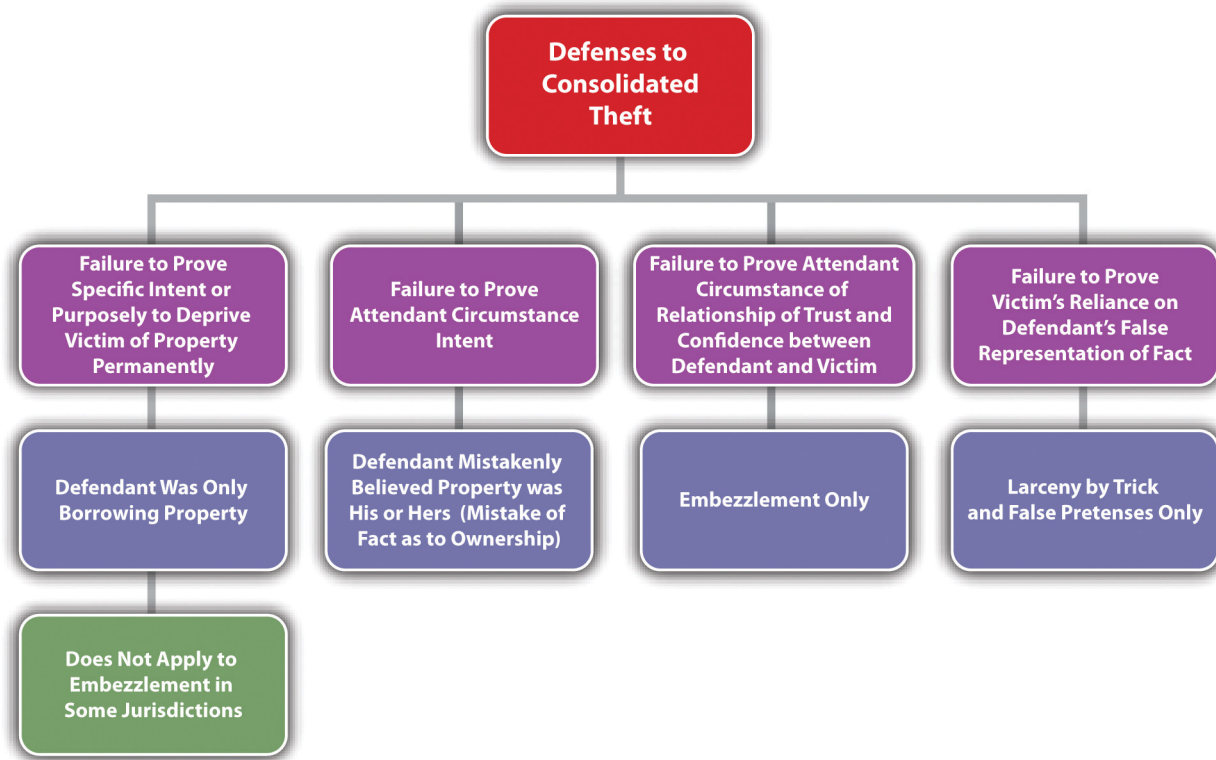 Defenses to
Consolidated
Theft
Failure to Prove
Specific Intent or
Purposely to Deprive
Victim of Property
Permanently
Failure to Prove
Attendant Circumstance
Intent
Failure to Prove Attendant
Circumstance of
Relationship of Trust and
Confidence between
Defendant and Victim
Failure to Prove
Victim’s Reliance on
Defendant’s False
Representation of Fact
Defendant Was Only
Borrowing Property
Defendant Mistakenly
Believed Property was
His or Hers (Mistake of
Fact as to Ownership)
Embezzlement Only
Larceny by Trick
and False Pretenses Only
Does Not Apply to
Embezzlement in
Some Jurisdictions